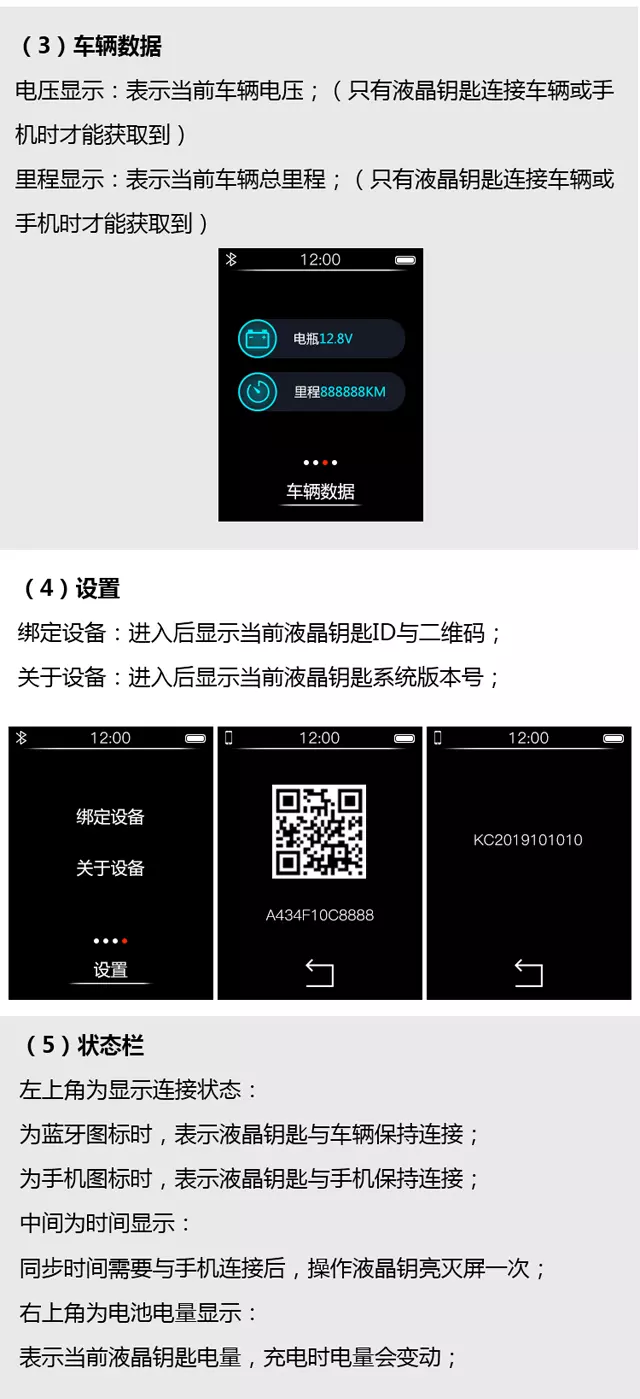 （3）车辆数据
电压显示：表示当前车辆电压；（只有液晶钥匙连接车辆或手
机时才能获取到）
里程显示：表示当前车辆总里程；（只有液晶钥匙连接车辆或
手机时才能获取到）
12:00
电瓶12.8V
里程888888KM
车辆数据
（4）设置
绑定设备：进入后显示当前液晶钥匙ID与二维码；
关于设备：进入后显示当前液晶钥匙系统版本号；
12:00
绑定设备
关于设备
设置
12:00
A434F10C8888
12:00
KC2019101010
（5）状态栏
左上角为显示连接状态：
为蓝牙图标时，表示液晶钥匙与车辆保持连接；
为手机图标时，表示液晶钥匙与手机保持连接；
中间为时间显示：
同步时间需要与手机连接后，操作液晶钥亮灭屏一次；
右上角为电池电量显示：
表示当前液晶钥匙电量，充电时电量会变动；